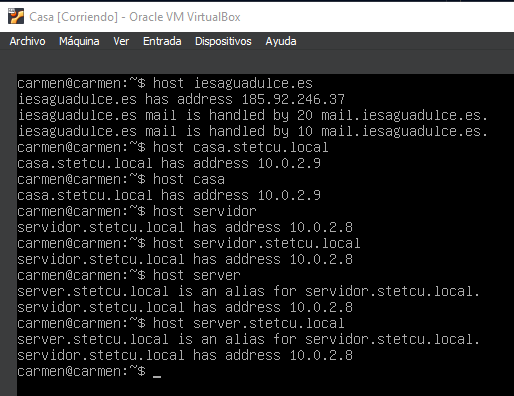 Casa [Corriendo] - Oracle VM VirtualBox
Archivo Máquina Ver Entrada Dispositivos Ayuda
carmen@carmen:~$ host iesaguadulce.es
iesaguadulce.es has address 185.92.246.37
iesaguadulce.es mail is handled by 20 mail.iesaguadulce.es.
iesaguadulce.es mail is handled by 10 mail.iesaguadulce.es.
carmen@carmen:~$ host casa.stetcu.local
casa.stetcu.local has address 10.0.2.9
carmen@carmen:~$ host casa
casa.stetcu.local has address 10.0.2.9
carmen@carmen:~$ host servidor
servidor.stetcu.local has address 10.0.2.8
carmen@carmen:~$ host servidor.stetcu.local
servidor.stetcu.local has address 10.0.2.8
carmen@carmen:~$ host server
server.stetcu.local is an alias for servidor.stetcu.local.
servidor.stetcu.local has address 10.0.2.8
carmen@carmen:~$ host server.stetcu.local
server.stetcu.local is an alias for servidor.stetcu.local.
servidor.stetcu.local has address 10.0.2.8
carmen@carmen:~$ _